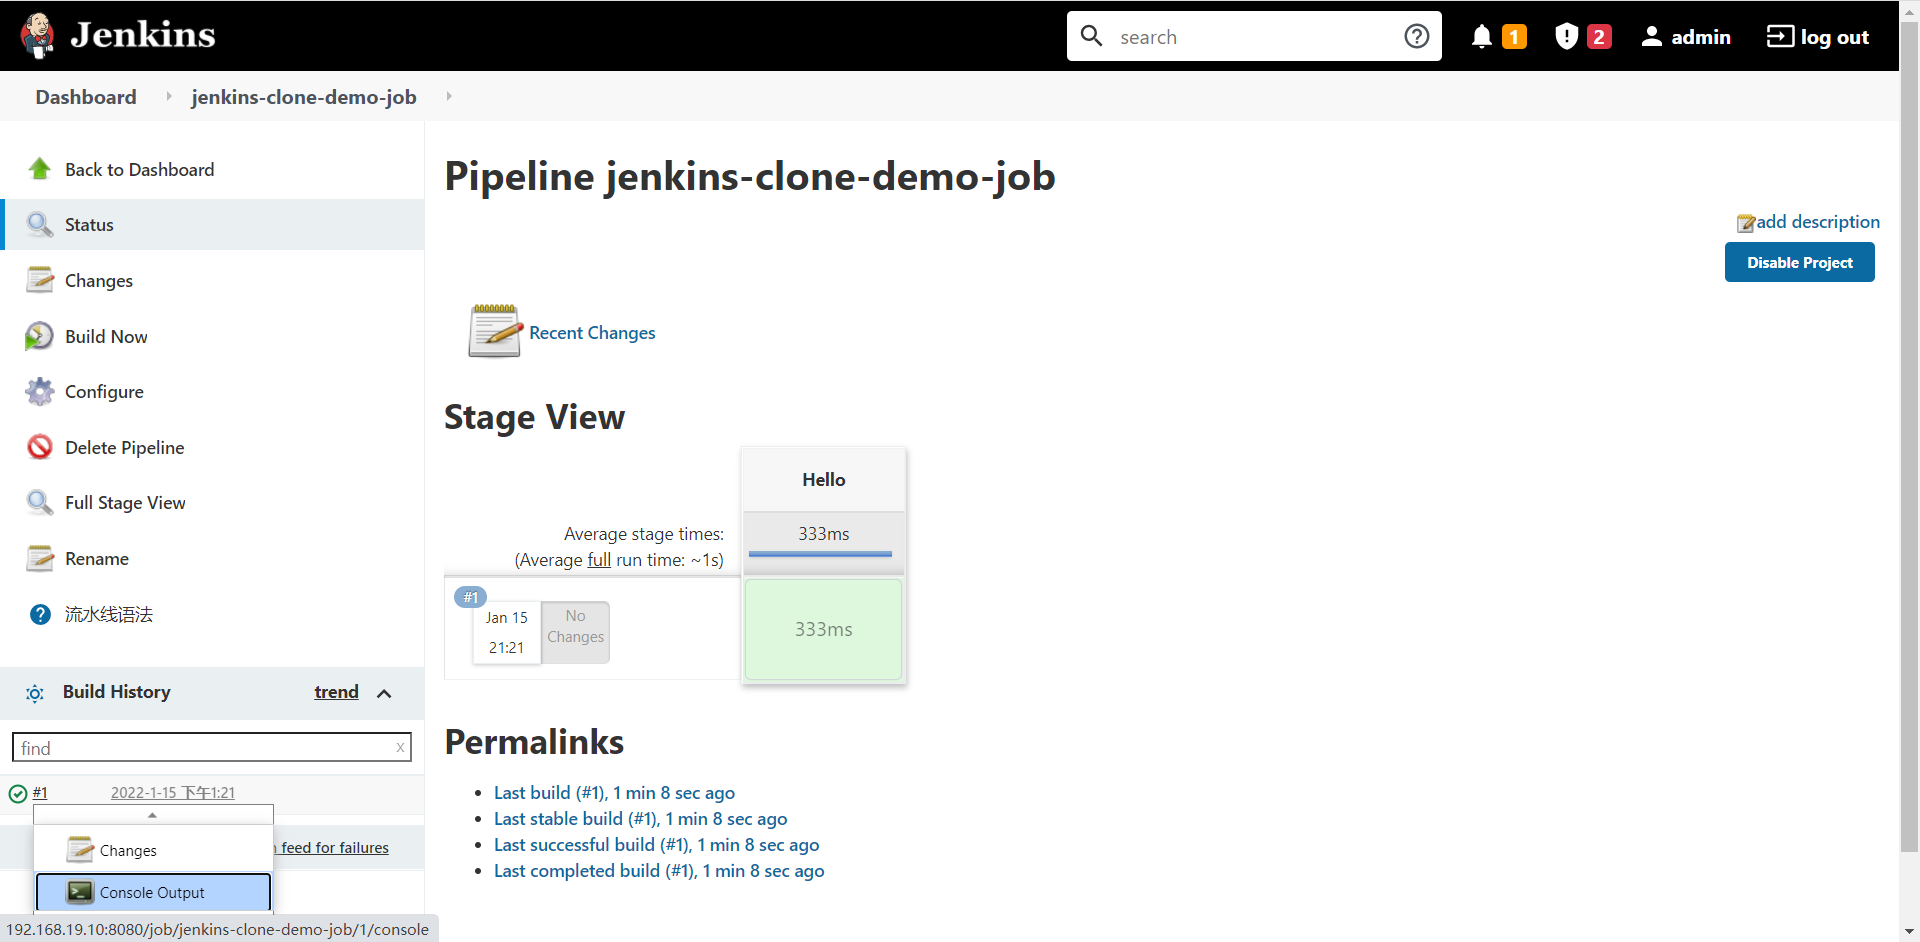 Jenkins
search
1
2
admin
log out
Dashboard
jenkins-clone-demo-job
Back to Dashboard
Status
Changes
Build Now
Configure
Delete Pipeline
Full Stage View
Rename
流水线语法
Build History
trend
find
x
#1
2022-1-15 下午1:21
Changes
feed for failures
Console Output
192.168.19.10:8080/job/jenkins-clone-demo-job/1/console
Pipeline jenkins-clone-demo-job
add description
Disable Project
Recent Changes
Stage View
Hello
Average stage times:
(Average full run time: ~1s)
333ms
#1
Jan 15
21:21
No
Changes
333ms
Permalinks
Last build (#1), 1 min 8 sec ago
Last stable build (#1), 1 min 8 sec ago
Last successful build (#1), 1 min 8 sec ago
Last completed build (#1), 1 min 8 sec ago